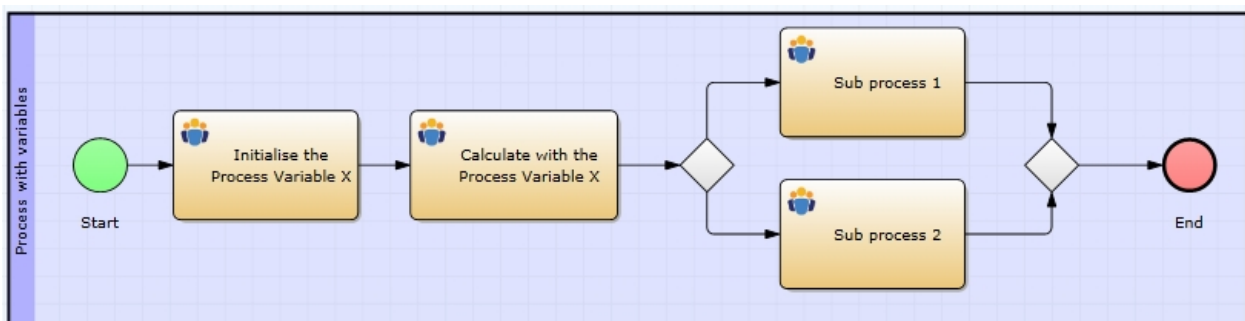 Process with variables
Start
Initialise the
Process Variable X
Calculate with the
Process Variable X
Sub process 1
Sub process 2
End